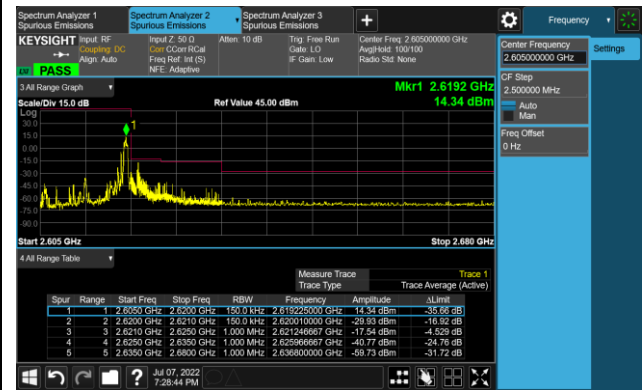 Spectrum Analyzer 1
Spurious Emissions
Spectrum Analyzer 2
Spurious Emissions
Spectrum Analyzer 3
Spurious Emissions
Frequency
KEYSIGHT
Input: RF
Coupling: DC
Align: Auto
Input Z: 50 Ω
Corr CCorr RCal
Freq Ref: Int (S)
NFE: Adaptive
Atten: 10 dB
Trig: Free Run
Gate: LO
IF Gain: Low
Center Freq: 2.605000000 GHz
Avg|Hold: 100/100
Radio Std: None
PASS
Center Frequency
2.605000000 GHz
Settings
CF Step
2.500000 MHz
Auto
Man
Freq Offset
0 Hz
3 All Range Graph
Mkr1 2.6192 GHz
14.34 dBm
Scale/Div 15.0 dB
Ref Value 45.00 dBm
Log
30.0
15.0
0.00
-15.0
-30.0
-45.0
-60.0
-75.0
-90.0
1
Start 2.605 GHz
Stop 2.680 GHz
4 All Range Table
Measure Trace Trace 1
Trace Type Trace Average (Active)
Spur Range Start Freq Stop Freq RBW Frequency Amplitude ΔLimit
1 1 2.6050 GHz 2.6200 GHz 150.0 kHz 2.619225000 GHz 14.34 dBm -35.66 dB
2 2 2.6200 GHz 2.6210 GHz 150.0 kHz 2.620010000 GHz -29.93 dBm -16.92 dB
3 3 2.6210 GHz 2.6250 GHz 1.000 MHz 2.621246667 GHz -17.54 dBm -4.529 dB
4 4 2.6250 GHz 2.6350 GHz 1.000 MHz 2.625966667 GHz -40.77 dBm -24.76 dB
5 5 2.6350 GHz 2.6800 GHz 1.000 MHz 2.636800000 GHz -59.73 dBm -31.72 dB
Jul 07, 2022
7:28:44 PM